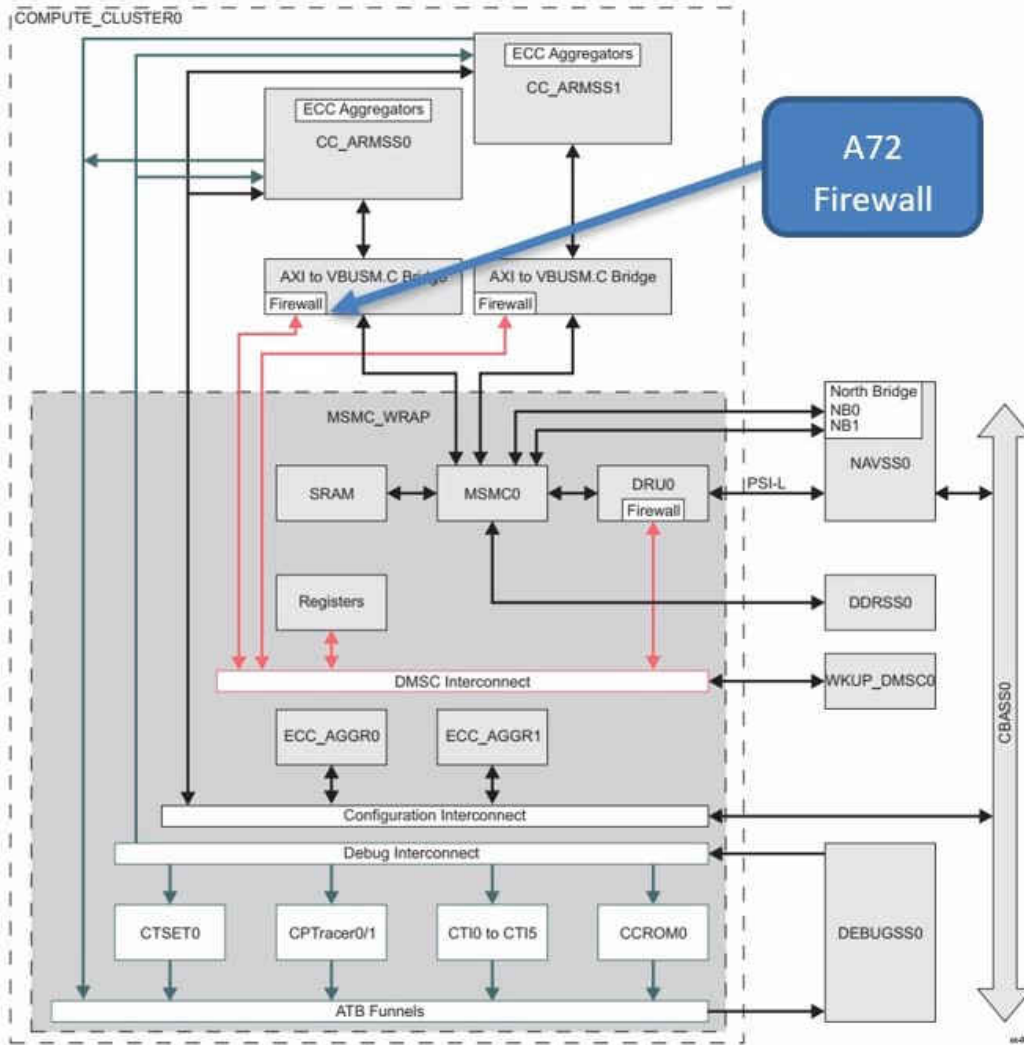 COMPUTE_CLUSTER0
ECC Aggregators
CC_ARMSS1
ECC Aggregators
CC_ARMSS0
A72
Firewall
AXI to VBUSM.C Bridge
Firewall
AXI to VBUSM.C Bridge
Firewall
MSMC_WRAP
North Bridge
NB0
NB1
NAVSS0
SRAM
MSMC0
DRU0
Firewall
PSI-L
Registers
DDRSS0
DMSC Interconnect
WKUP_DMSC0
CBASS0
ECC_AGGR0
ECC_AGGR1
Configuration Interconnect
Debug Interconnect
CTSET0
CPTracer0/1
CTI0 to CTI5
CCROM0
DEBUGSS0
ATB Funnels